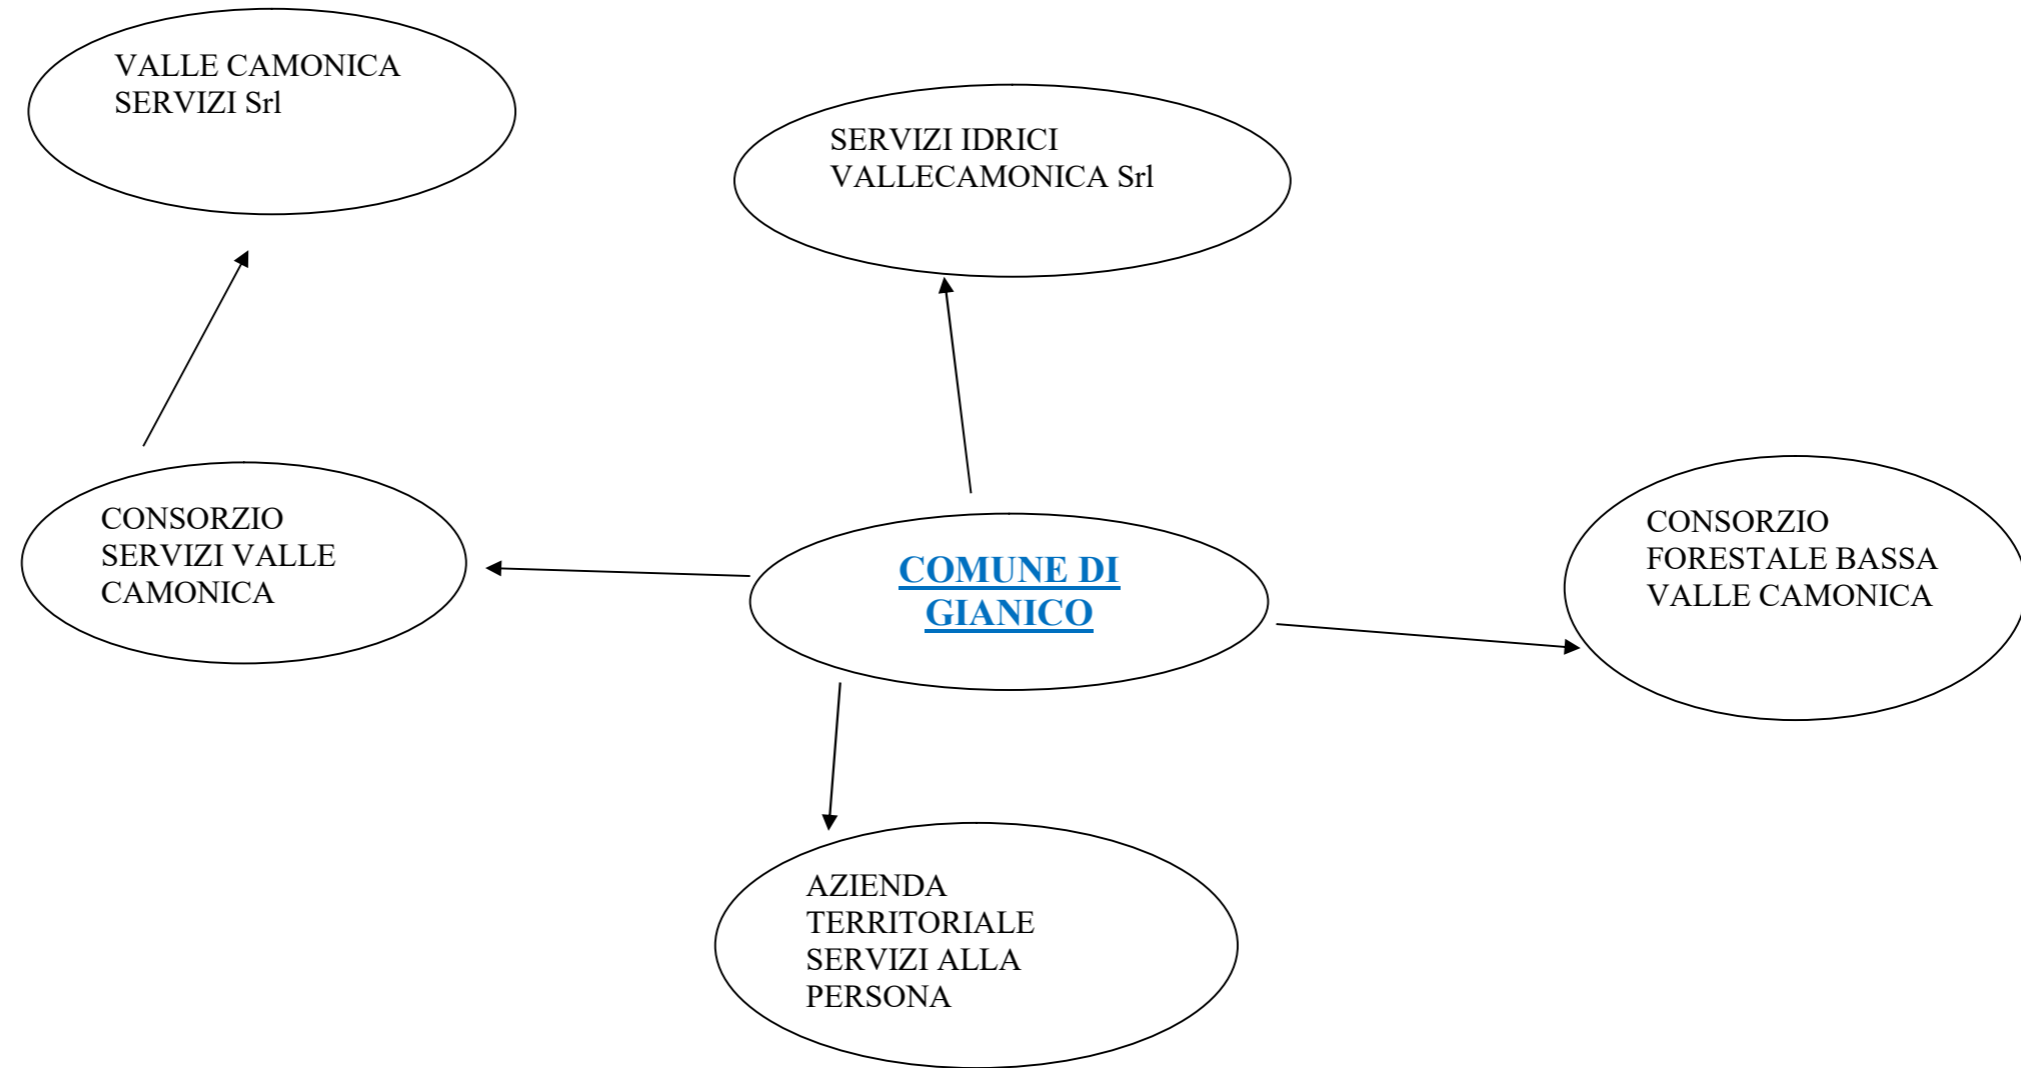 VALLE CAMONICA
SERVIZI Srl
SERVIZI IDRICI
VALLECAMONICA Srl
CONSORZIO
SERVIZI VALLE
CAMONICA
COMUNE DI
GIANICO
CONSORZIO
FORESTALE BASSA
VALLE CAMONICA
AZIENDA
TERRITORIALE
SERVIZI ALLA
PERSONA